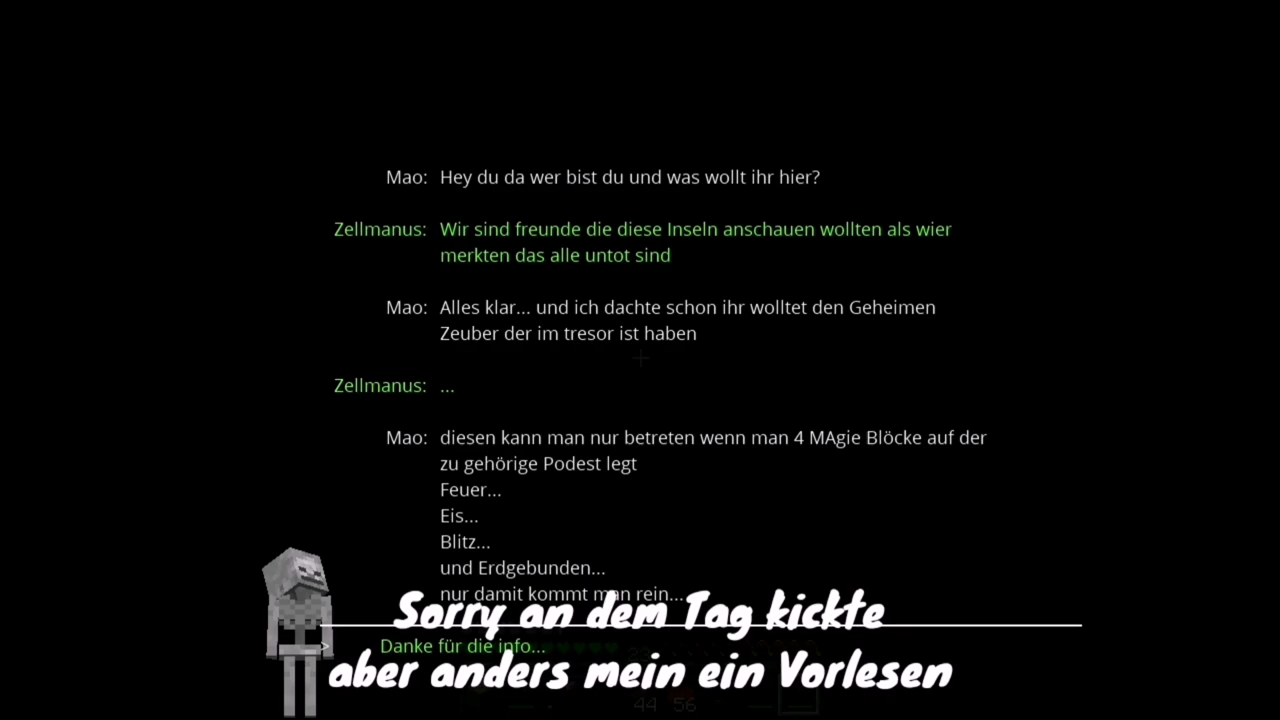 Mao: Hey du da wer bist du und was wollt ihr hier?
Zellmanus: Wir sind freunde die diese Inseln anschauen wollten als wier
merkten das alle untot sind
Mao: Alles klar... und ich dachte schon ihr wolltet den Geheimen
Zeuber der im tresor ist haben
Zellmanus: ...
Mao: diesen kann man nur betreten wenn man 4 MAgie Blöcke auf der
zu gehörige Podest legt
Feuer...
Eis...
Blitz...
und Erdgebunden...
nur damit kommt man rein...
Sorry an dem Tag kickte
> Danke für die info...
aber anders mein ein Vorlesen
44 56